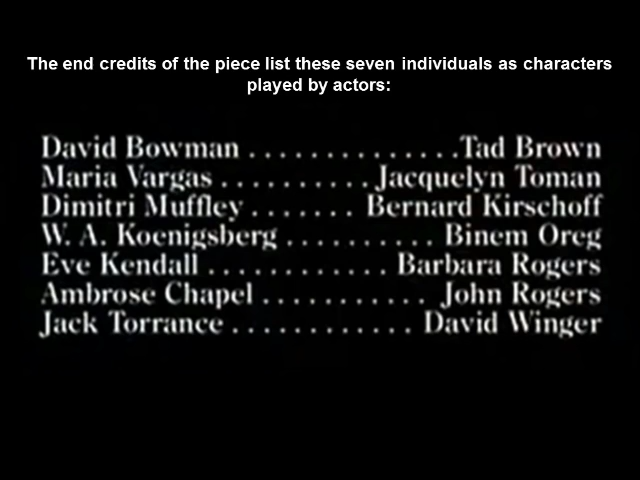 The end credits of the piece list these seven individuals as characters
played by actors:
David Bowman . . . . . . . . . . . . . . .Tad Brown
Maria Vargas . . . . . . . . . . Jacquelyn Toman
Dimitri Muffley . . . . . . . Bernard Kirschoff
W. A. Koenigsberg . . . . . . . . . . Binem Oreg
Eve Kendall . . . . . . . . . . . . Barbara Rogers
Ambrose Chapel . . . . . . . . . . . John Rogers
Jack Torrance . . . . . . . . . . . . . David Winger